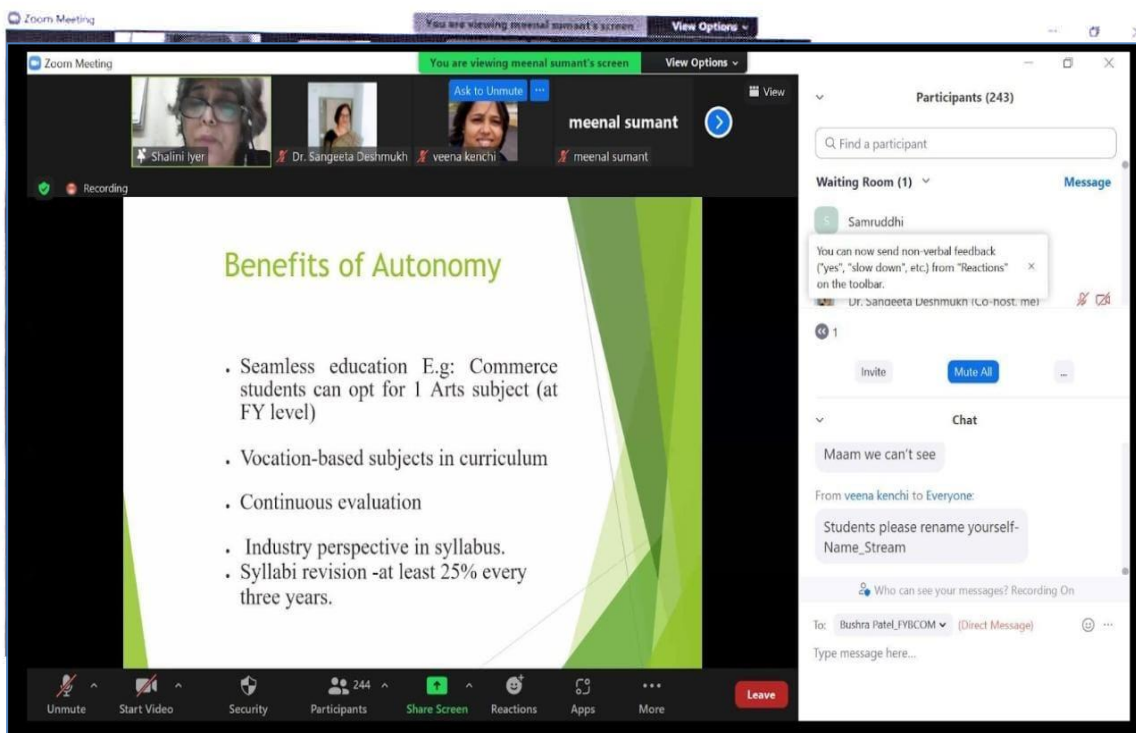 Zoom Meeting
You are viewing meenal sumant's screen
View Options
Zoom Meeting
You are viewing meenal sumant's screen
View Options
Ask to Unmute
...
View
meenal sumant
Shalini Iyer
Dr. Sangeeta Deshmukh
veena kenchi
meenal sumant
Recording
Benefits of Autonomy
• Seamless education E.g: Commerce
students can opt for 1 Arts subject (at
FY level)
• Vocation-based subjects in curriculum
• Continuous evaluation
• Industry perspective in syllabus.
• Syllabi revision -at least 25% every
three years.
Unmute
Start Video
Security
244
Participants
Share Screen
Reactions
Apps
More
Leave
Participants (243)
Find a participant
Waiting Room (1)
Message
S
Samruddhi
You can now send non-verbal feedback
("yes", "slow down", etc.) from "Reactions"
on the toolbar.
Dr. Sangeeta Deshmukh (Co-host, me)
1
Invite
Mute All
...
Chat
Maam we can't see
From veena kenchi to Everyone:
Students please rename yourself-
Name_Stream
Who can see your messages? Recording On
To: Bushra Patel_FYBCOM (Direct Message)
Type message here...